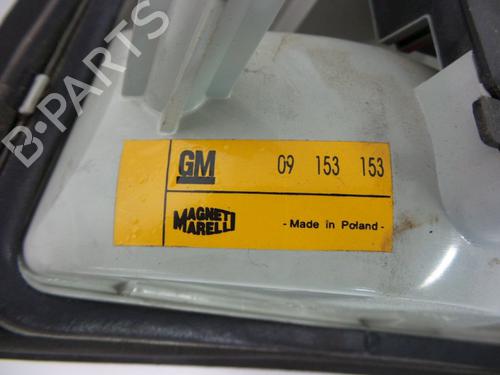 B-PARTS
GM 09 153 153
MAGNETI
MARELLI
- Made in Poland -